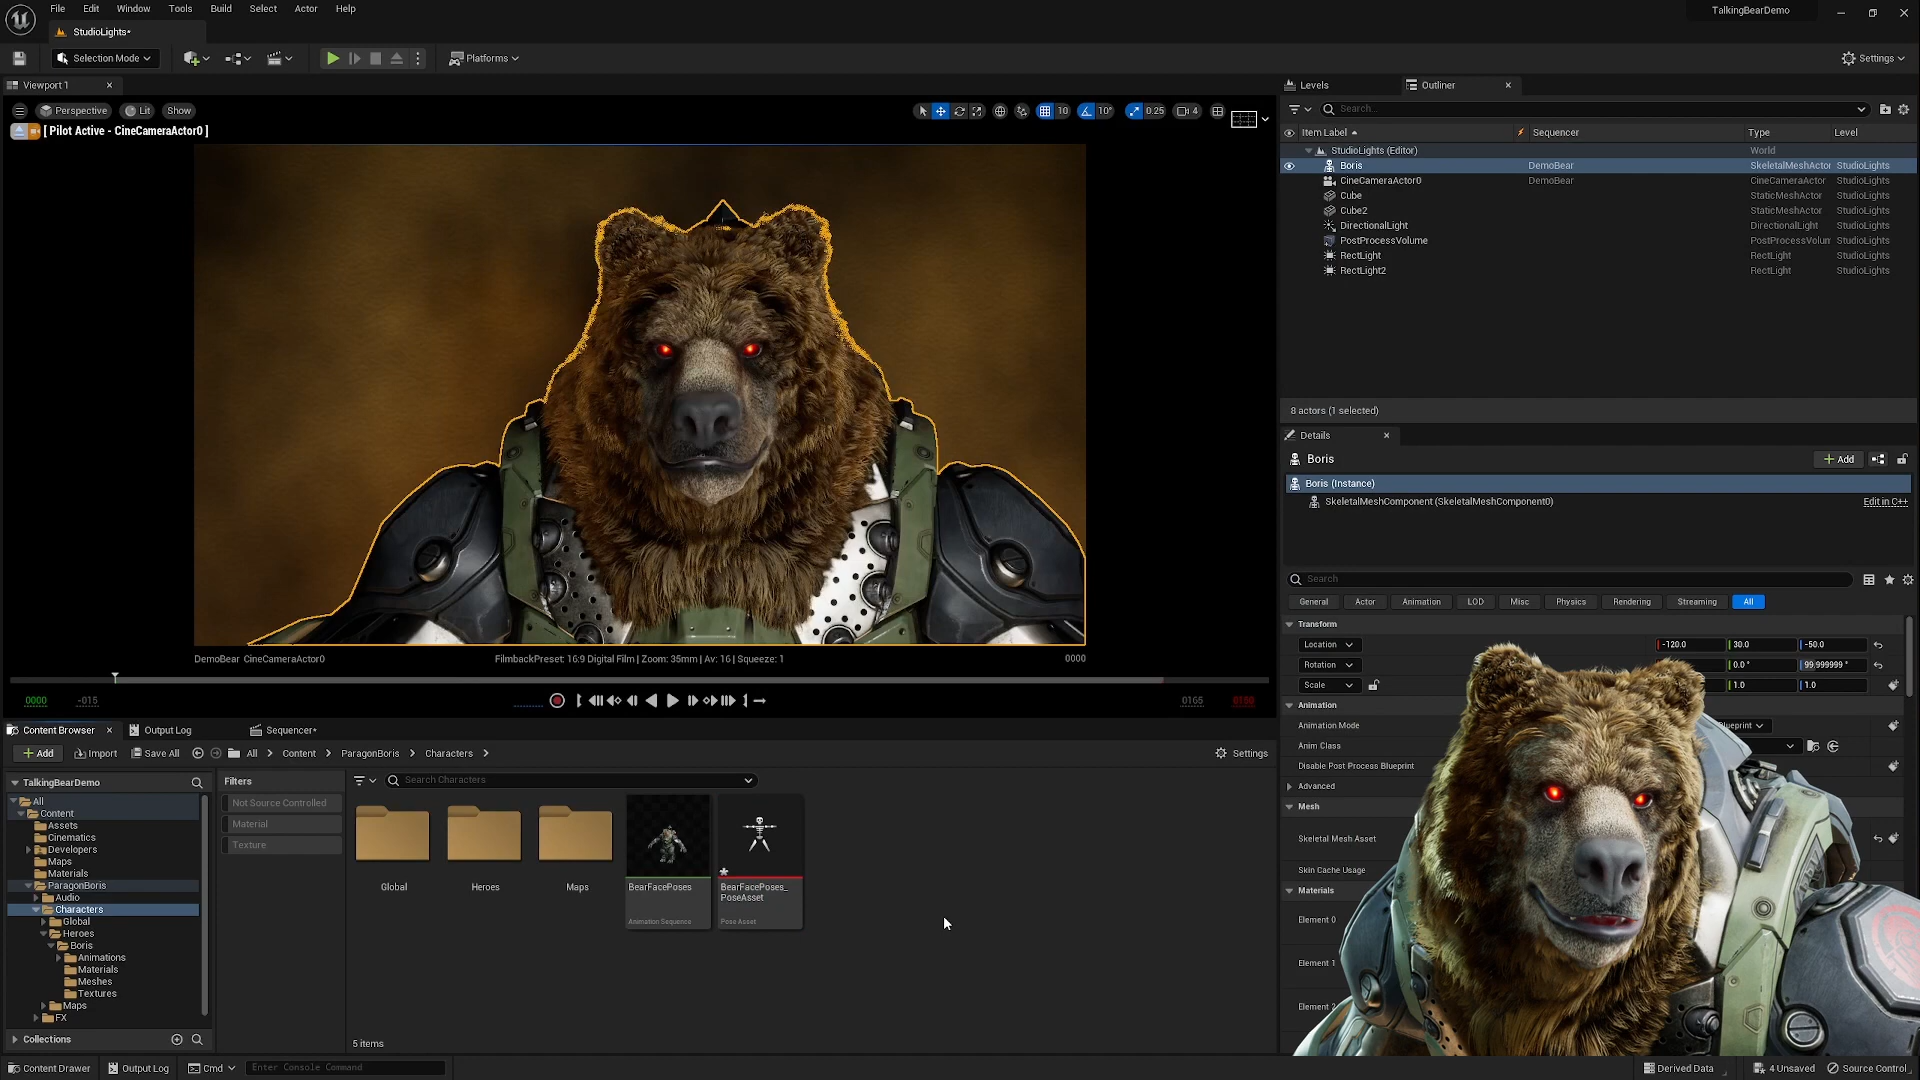 File Edit Window Tools Build Select Actor Help
TalkingBearDemo
StudioLights*
Selection Mode
Platforms
Settings
Viewport 1
Perspective Lit Show
10 10° 0.25 4
[ Pilot Active - CineCameraActor0 ]
DemoBear CineCameraActor0
FilmbackPreset: 16:9 Digital Film | Zoom: 35mm | Av: 16 | Squeeze: 1
0000
0000 -015
0165 0150
Levels Outliner
Search...
Item Label Sequencer Type Level
StudioLights (Editor) World
Boris DemoBear SkeletalMeshActor StudioLights
CineCameraActor0 DemoBear CineCameraActor StudioLights
Cube StaticMeshActor StudioLights
Cube2 StaticMeshActor StudioLights
DirectionalLight DirectionalLight StudioLights
PostProcessVolume PostProcessVolum StudioLights
RectLight RectLight StudioLights
RectLight2 RectLight StudioLights
8 actors (1 selected)
Details
Boris
+ Add
Boris (Instance)
SkeletalMeshComponent (SkeletalMeshComponent0) Edit in C++
Search
General Actor Animation LOD Misc Physics Rendering Streaming All
Transform
Location -120.0 30.0 -50.0
Rotation 0.0° 99.999999°
Scale 1.0 1.0
Animation
Animation Mode Blueprint
Anim Class
Disable Post Process Blueprint
Advanced
Mesh
Skeletal Mesh Asset
Skin Cache Usage
Materials
Element 0
Element 1
Element 2
Content Browser Output Log Sequencer*
+ Add Import Save All All Content ParagonBoris Characters Settings
TalkingBearDemo
All
Content
Assets
Cinematics
Developers
Maps
Materials
ParagonBoris
Audio
Characters
Global
Heroes
Boris
Animations
Materials
Meshes
Textures
Maps
FX
Collections
Filters
Not Source Controlled
Material
Texture
Search Characters
Global
Heroes
Maps
BearFacePoses
Animation Sequence
BearFacePoses_
PoseAsset
Pose Asset
5 items
Content Drawer Output Log Cmd Enter Console Command
Derived Data 4 Unsaved Source Control